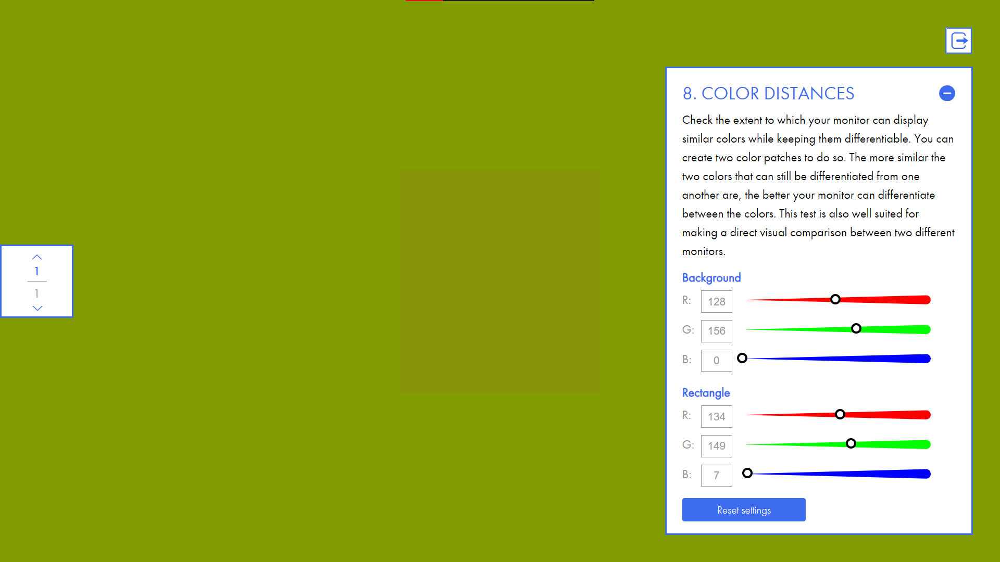 8. COLOR DISTANCES
Check the extent to which your monitor can display
similar colors while keeping them differentiable. You can
create two color patches to do so. The more similar the
two colors that can still be differentiated from one
another are, the better your monitor can differentiate
between the colors. This test is also well suited for
making a direct visual comparison between two different
monitors.
1
1
Background
R: 128
G: 156
B: 0
Rectangle
R: 134
G: 149
B: 7
Reset settings